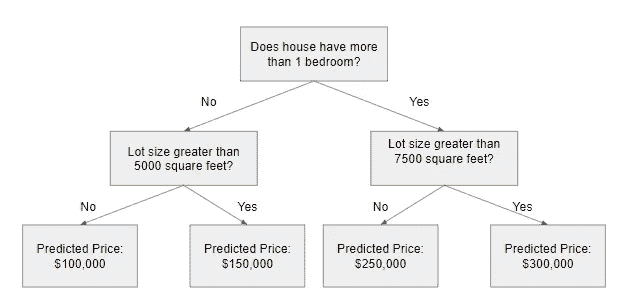 Does house have more
than 1 bedroom?
No
Yes
Lot size greater than
5000 square feet?
Lot size greater than
7500 square feet?
No
Yes
No
Yes
Predicted Price:
$100,000
Predicted Price:
$150,000
Predicted Price:
$250,000
Predicted Price:
$300,000